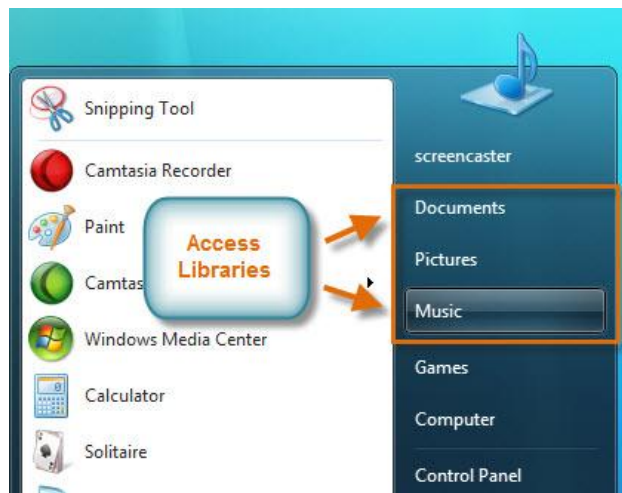 Snipping Tool
Camtasia Recorder
Paint
Camtas
Windows Media Center
Calculator
Solitaire
Access
Libraries
screencaster
Documents
Pictures
Music
Games
Computer
Control Panel